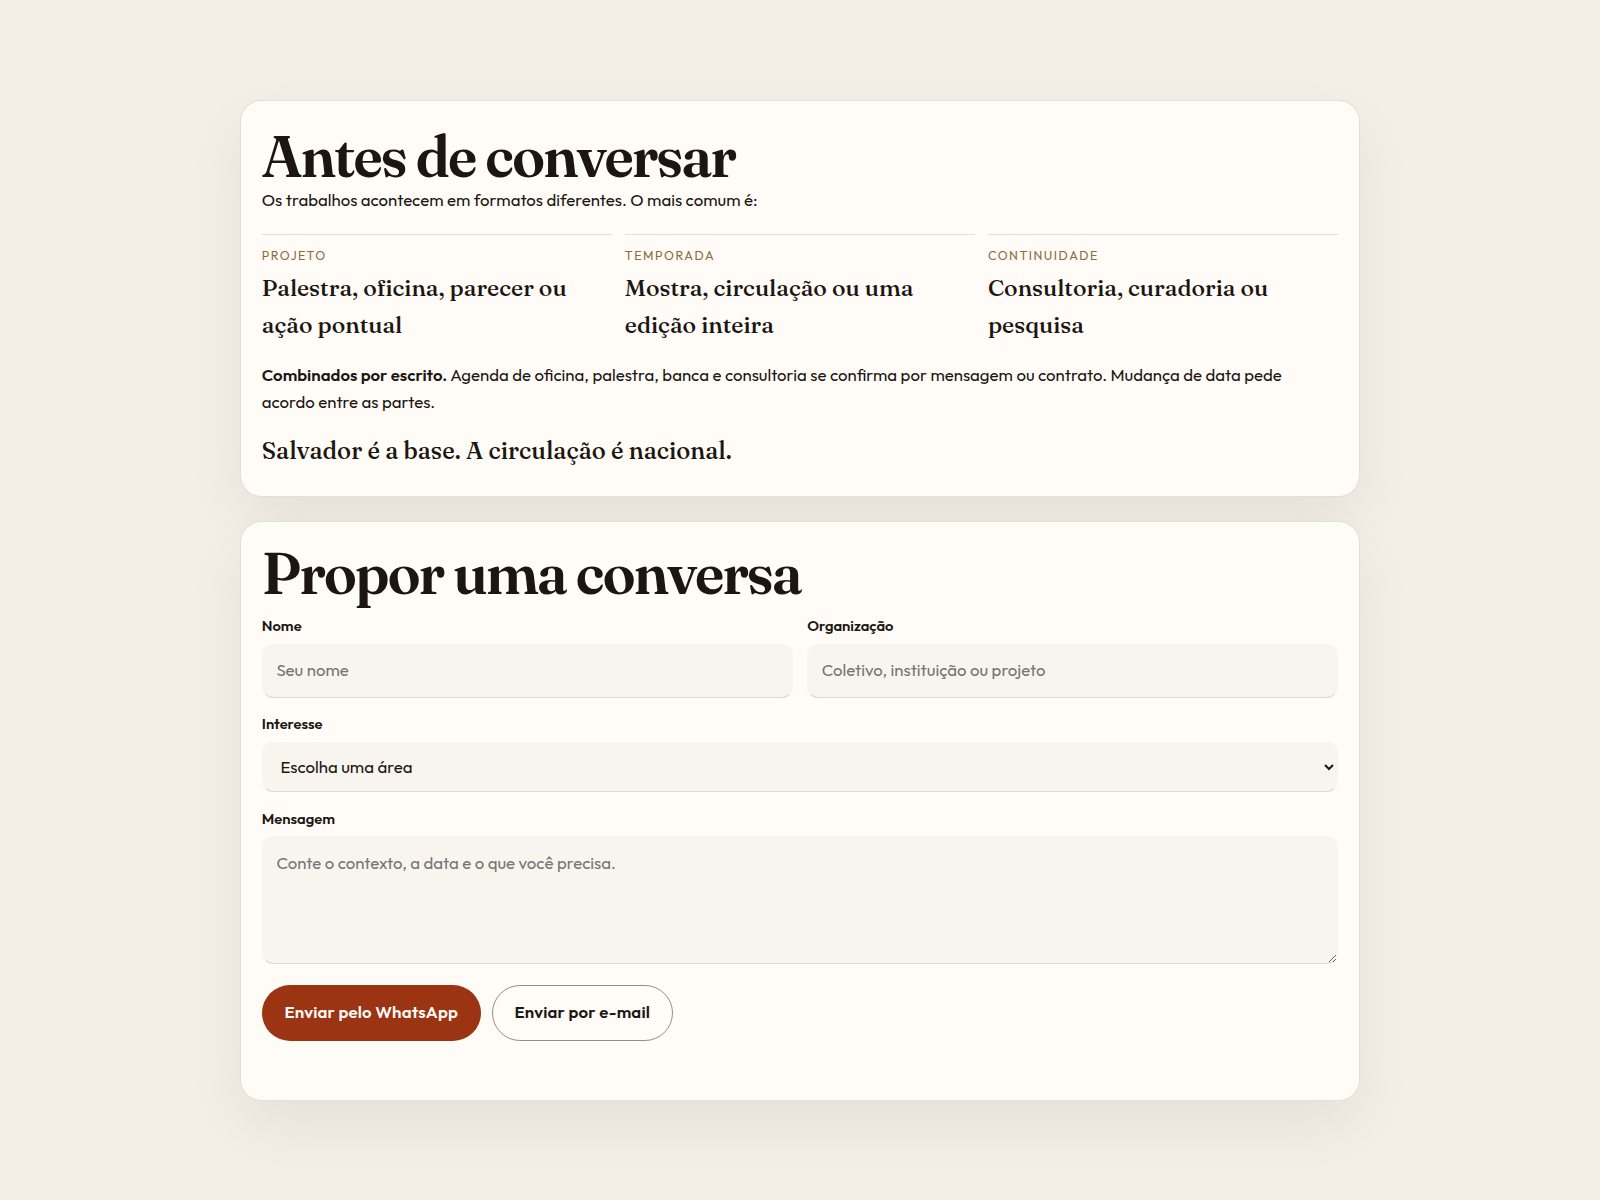 Antes de conversar
Os trabalhos acontecem em formatos diferentes. O mais comum é:
PROJETO
Palestra, oficina, parecer ou
ação pontual
TEMPORADA
Mostra, circulação ou uma
edição inteira
CONTINUIDADE
Consultoria, curadoria ou
pesquisa
Combinados por escrito. Agenda de oficina, palestra, banca e consultoria se confirma por mensagem ou contrato. Mudança de data pede
acordo entre as partes.
Salvador é a base. A circulação é nacional.
Propor uma conversa
Nome
Seu nome
Organização
Coletivo, instituição ou projeto
Interesse
Escolha uma área
Mensagem
Conte o contexto, a data e o que você precisa.
Enviar pelo WhatsApp
Enviar por e-mail